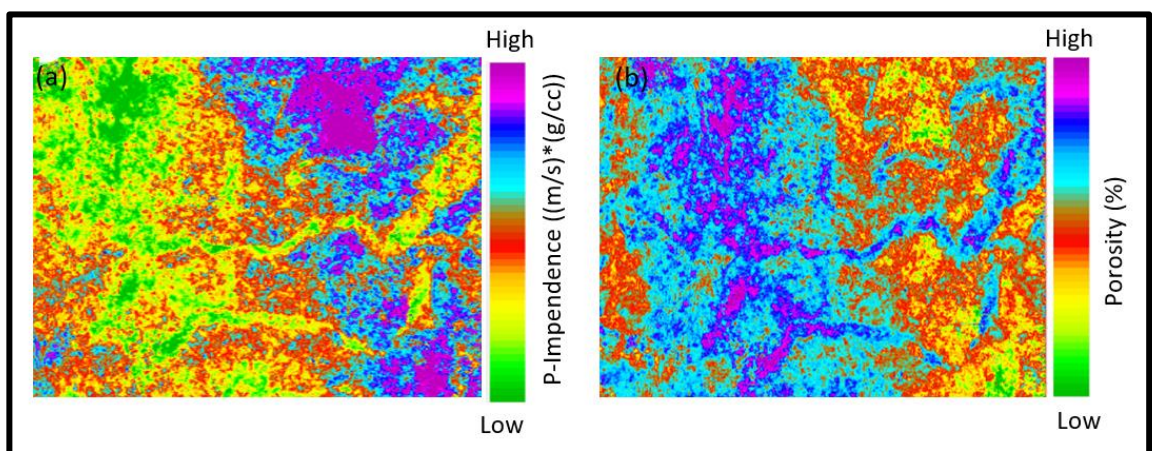 (a)
High
P-Impendence ((m/s)*(g/cc))
Low
(b)
High
Porosity (%)
Low